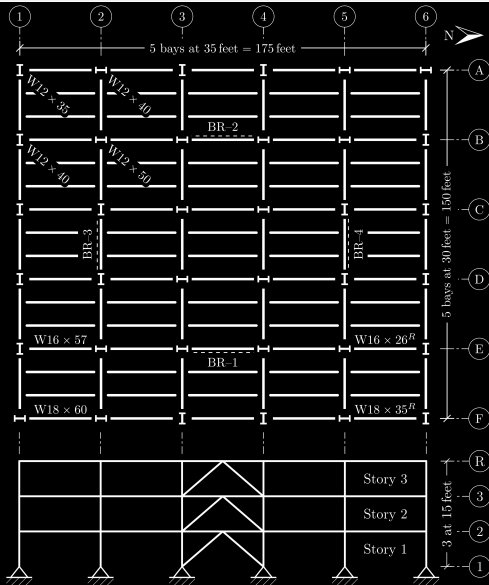 1 2 3 4 5 6
5 bays at 35 feet = 175 feet
N
A
W12 × 35
W12 × 40
BR–2
B
W12 × 40
W12 × 50
C
BR–3
BR–4
5 bays at 30 feet = 150 feet
D
W16 × 57
W16 × 26ᴿ
E
BR–1
W18 × 60
W18 × 35ᴿ
F
R
Story 3
3
3 at 15 feet
Story 2
2
Story 1
1